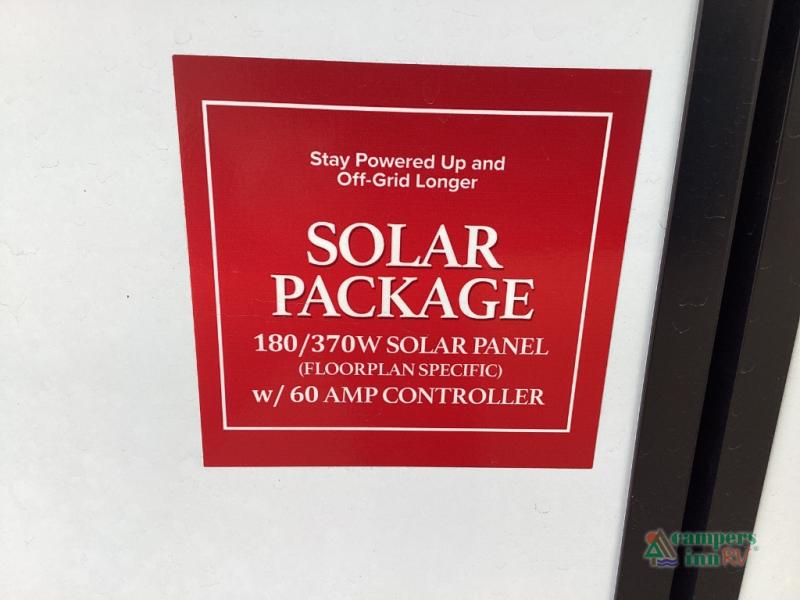 Stay Powered Up and
Off-Grid Longer
SOLAR
PACKAGE
180/370W SOLAR PANEL
(FLOORPLAN SPECIFIC)
w/ 60 AMP CONTROLLER
campers
inn RV